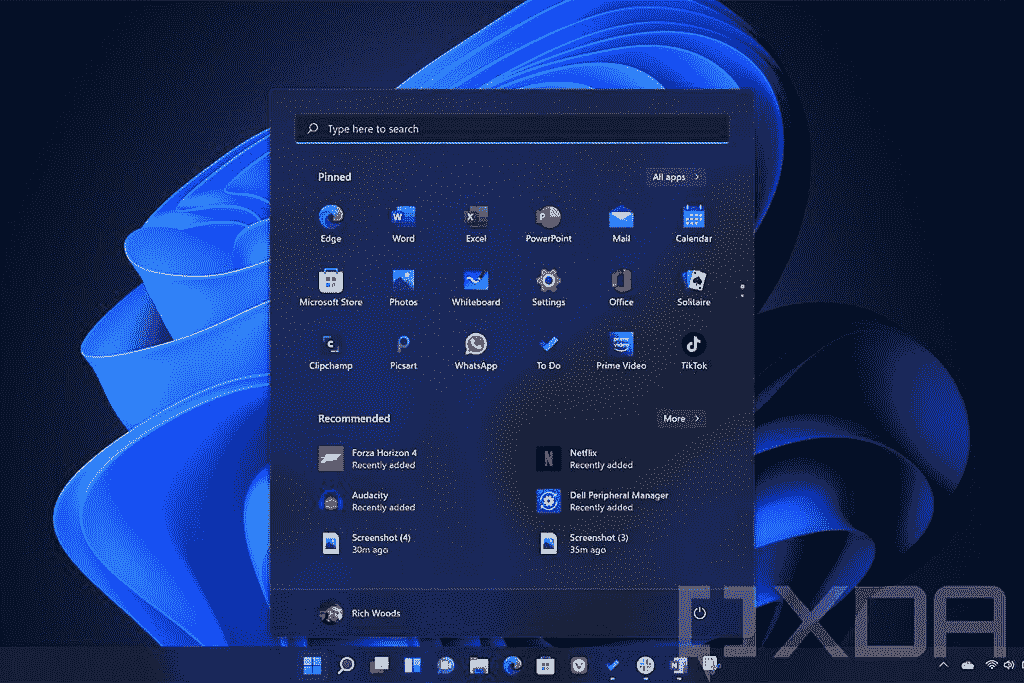 Type here to search
Pinned
All apps
Edge
Word
Excel
PowerPoint
Mail
Calendar
Microsoft Store
Photos
Whiteboard
Settings
Office
Solitaire
Clipchamp
Picsart
WhatsApp
To Do
prime video
Prime Video
TikTok
Recommended
More
Forza Horizon 4
Recently added
Netflix
Recently added
Audacity
Recently added
Dell Peripheral Manager
Recently added
Screenshot (4)
30m ago
Screenshot (3)
35m ago
Rich Woods
XDA